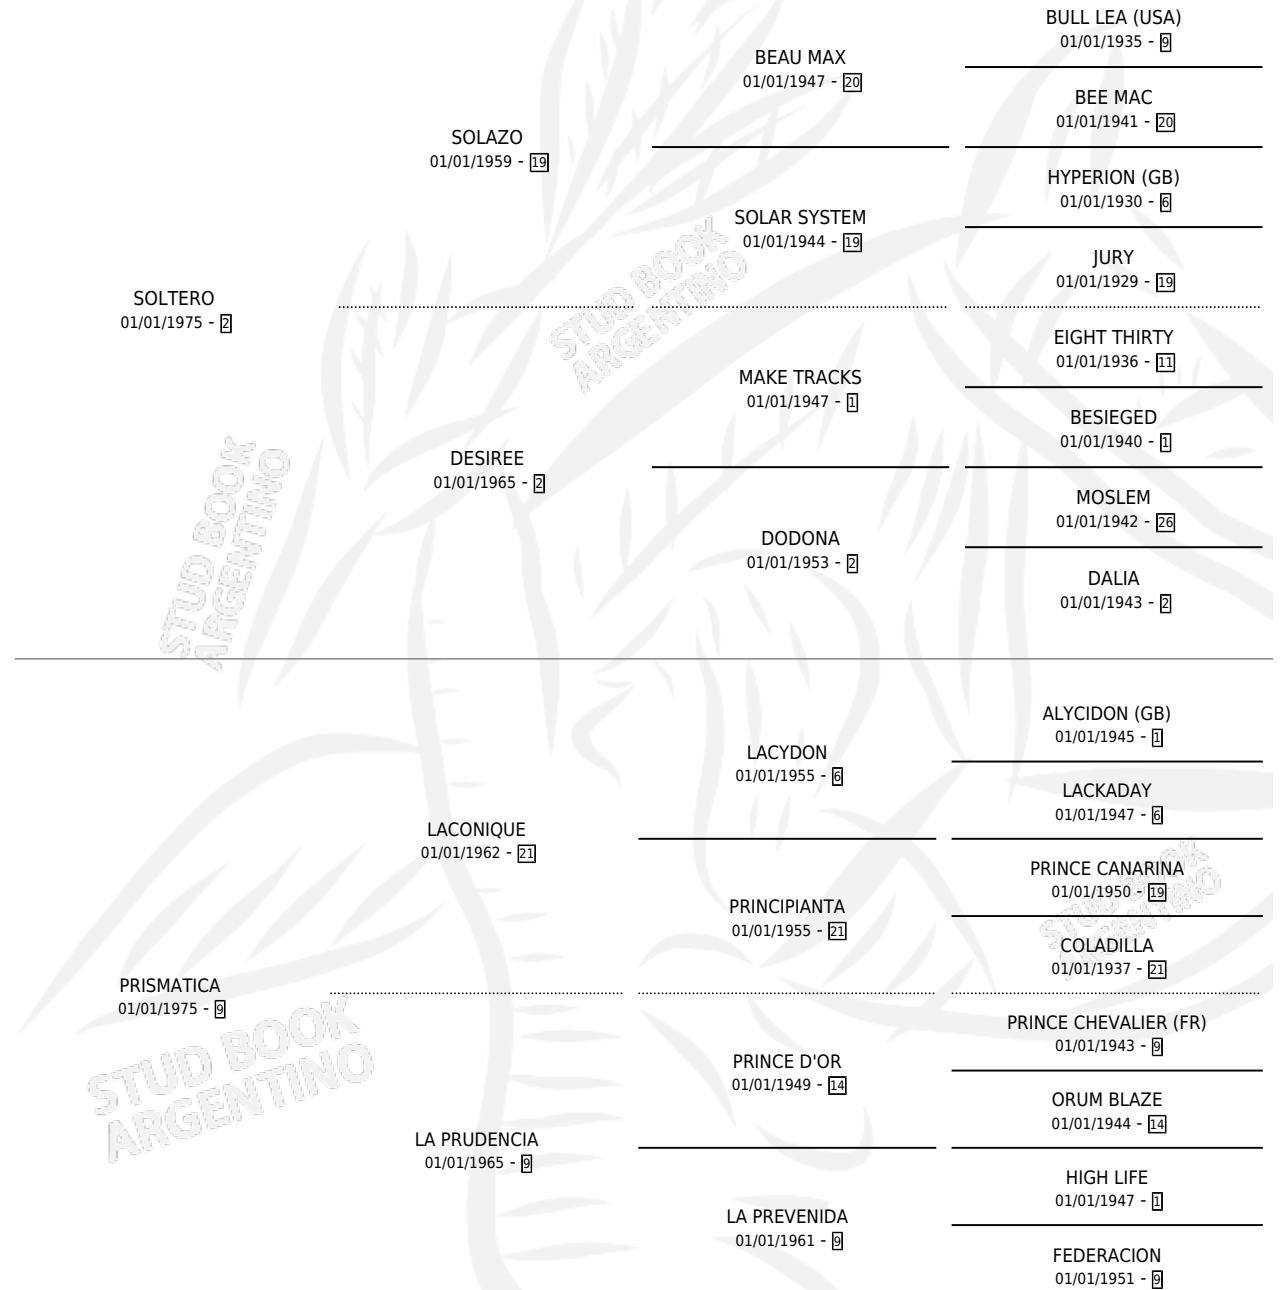 BULL LEA (USA)
01/01/1935 - 9
BEAU MAX
01/01/1947 - 20
BEE MAC
01/01/1941 - 20
SOLAZO
01/01/1959 - 19
HYPERION (GB)
01/01/1930 - 6
SOLAR SYSTEM
01/01/1944 - 19
JURY
01/01/1929 - 19
SOLTERO
01/01/1975 - 2
EIGHT THIRTY
01/01/1936 - 11
MAKE TRACKS
01/01/1947 - 1
BESIEGED
01/01/1940 - 1
DESIREE
01/01/1965 - 2
MOSLEM
01/01/1942 - 26
DODONA
01/01/1953 - 2
DALIA
01/01/1943 - 2
STUD BOOK
ARGENTINO
STUD BOOK
ARGENTINO
ALYCIDON (GB)
01/01/1945 - 1
LACYDON
01/01/1955 - 6
LACKADAY
01/01/1947 - 6
LACONIQUE
01/01/1962 - 21
PRINCE CANARINA
01/01/1950 - 19
PRINCIPIANTA
01/01/1955 - 21
COLADILLA
01/01/1937 - 21
PRISMATICA
01/01/1975 - 9
PRINCE CHEVALIER (FR)
01/01/1943 - 9
PRINCE D'OR
01/01/1949 - 14
ORUM BLAZE
01/01/1944 - 14
LA PRUDENCIA
01/01/1965 - 9
HIGH LIFE
01/01/1947 - 1
LA PREVENIDA
01/01/1961 - 9
FEDERACION
01/01/1951 - 9
STUD BOOK
ARGENTINO
STUD BOOK
ARGENTINO